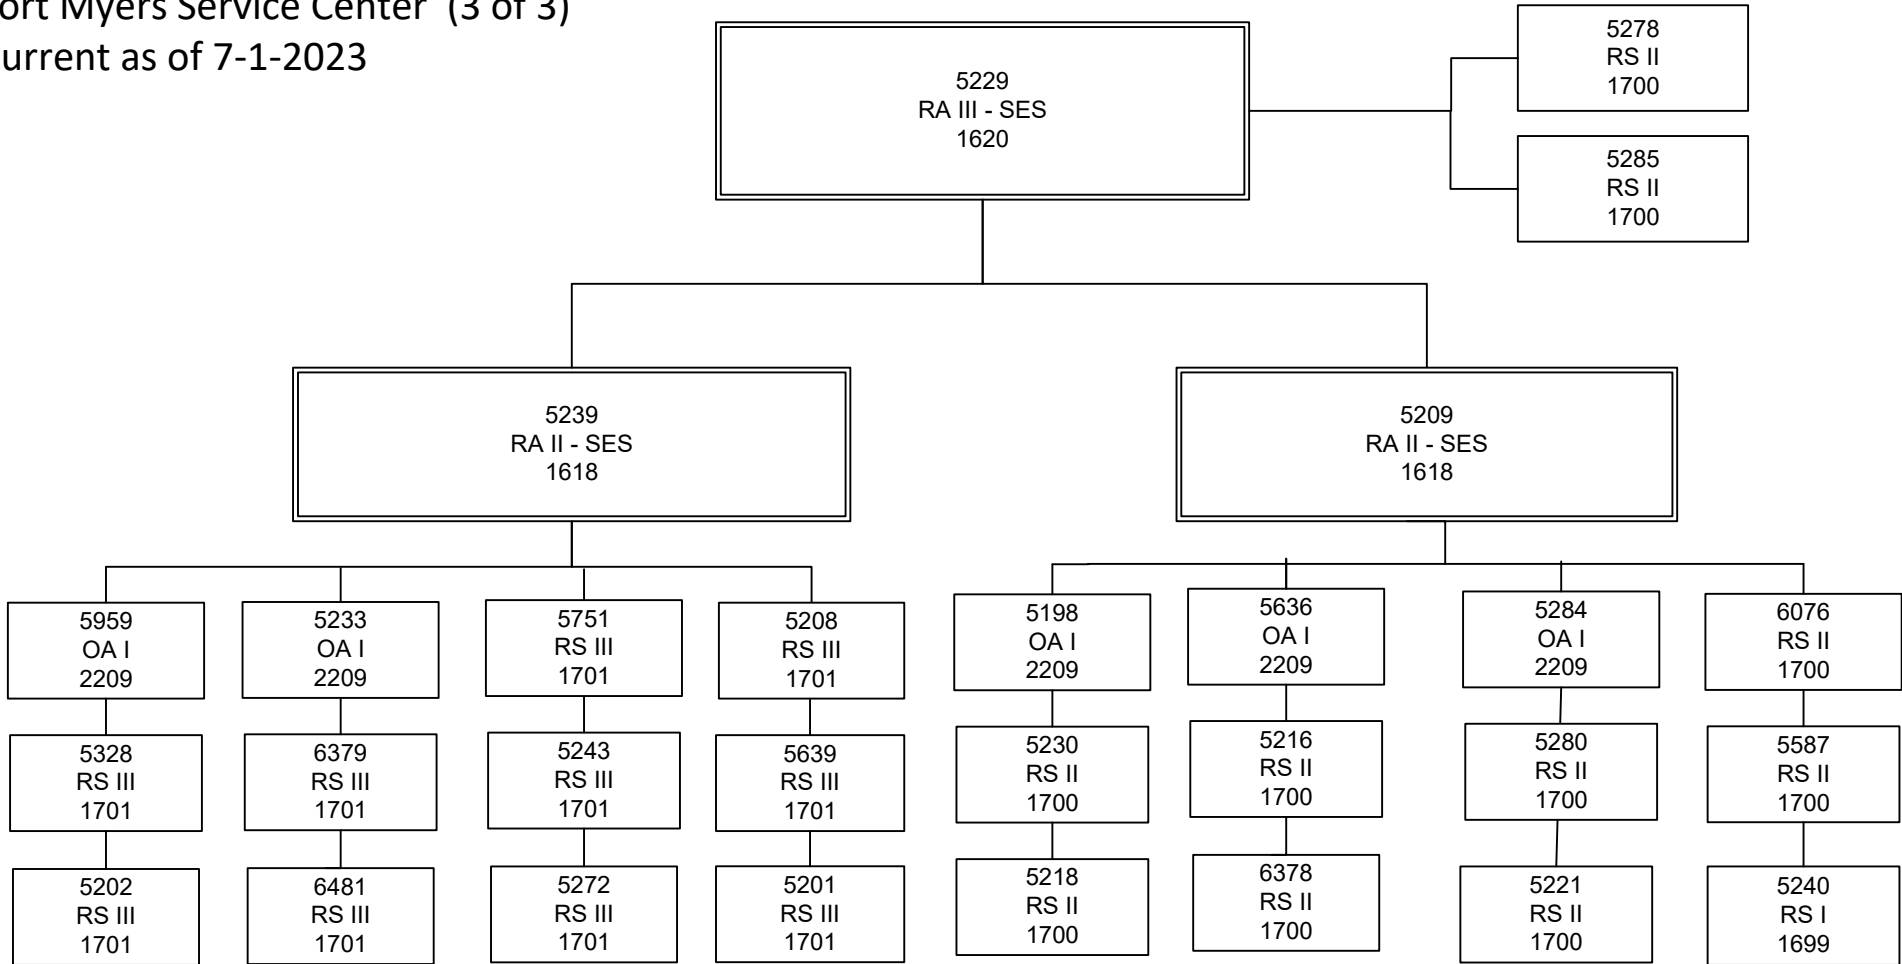 ort Myers Service Center (3 of 3)
urrent as of 7-1-2023
5229
RA III - SES
1620
5278
RS II
1700
5285
RS II
1700
5239
RA II - SES
1618
5209
RA II - SES
1618
5959
OA I
2209
5233
OA I
2209
5751
RS III
1701
5208
RS III
1701
5198
OA I
2209
5636
OA I
2209
5284
OA I
2209
6076
RS II
1700
5328
RS III
1701
6379
RS III
1701
5243
RS III
1701
5639
RS III
1701
5230
RS II
1700
5216
RS II
1700
5280
RS II
1700
5587
RS II
1700
5202
RS III
1701
6481
RS III
1701
5272
RS III
1701
5201
RS III
1701
5218
RS II
1700
6378
RS II
1700
5221
RS II
1700
5240
RS I
1699